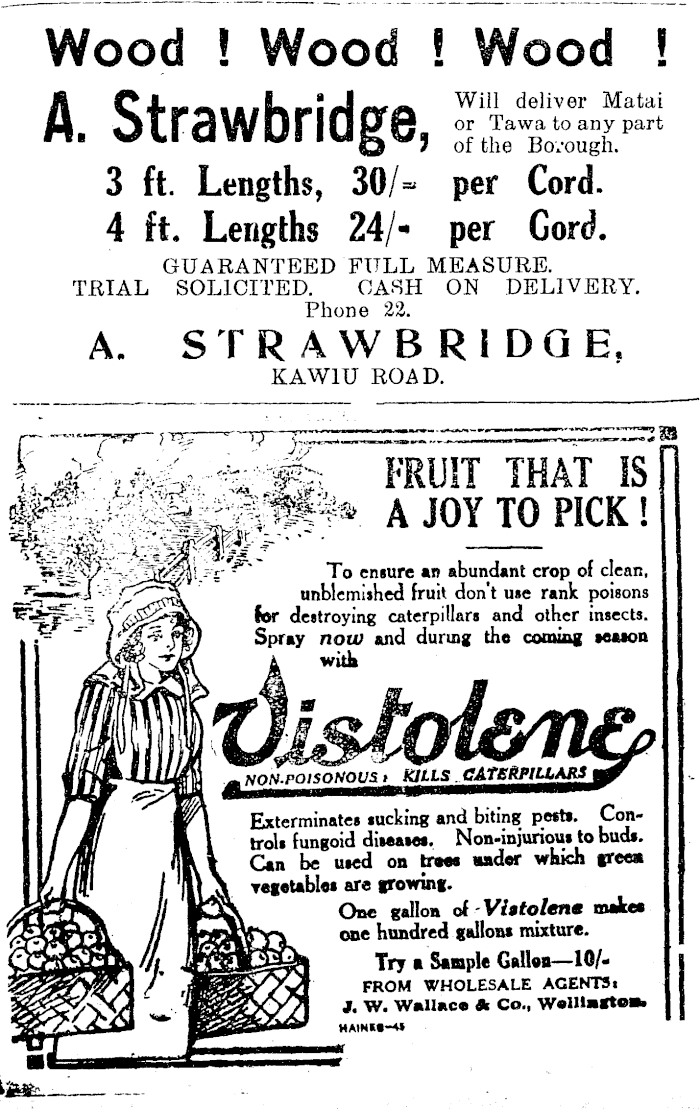 Wood ! Wood ! Wood !
A. Strawbridge,
Will deliver Matai
or Tawa to any part
of the Borough.
3 ft. Lengths, 30/= per Cord.
4 ft. Lengths 24/- per Gord.
GUARANTEED FULL MEASURE.
TRIAL SOLICITED. CASH ON DELIVERY.
Phone 22.
A. STRAWBRIDGE,
KAWIU ROAD.
FRUIT THAT IS
A JOY TO PICK !
To ensure an abundant crop of clean,
unblemished fruit don't use rank poisons
for destroying caterpillars and other insects.
Spray now and during the coming season
with
Vistolene
NON-POISONOUS: KILLS CATERPILLARS
Exterminates sucking and biting pests. Con-
trols fungoid diseases. Non-injurious to buds.
Can be used on trees under which green
vegetables are growing.
One gallon of Vistolene makes
one hundred gallons mixture.
Try a Sample Gallon—10/-
FROM WHOLESALE AGENTS:
J. W. Wallace & Co., Wellington.
HAINES—45